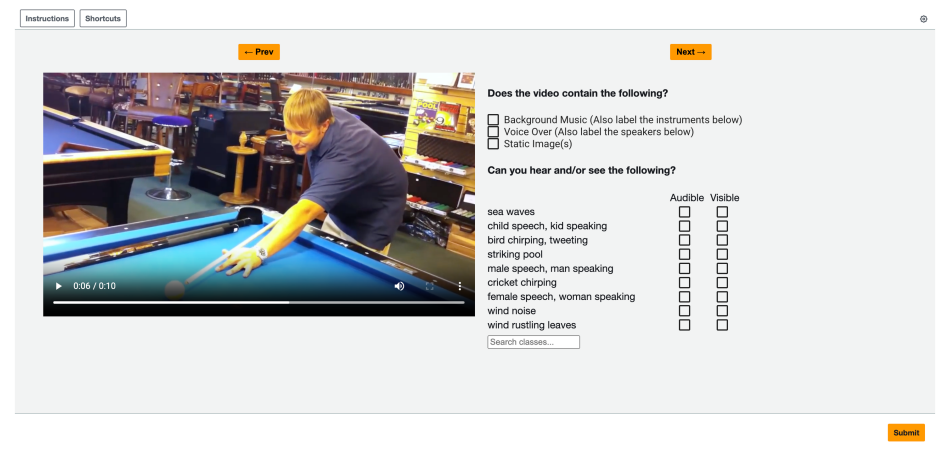 Instructions Shortcuts
← Prev
Next →
POOL
0:06 / 0:10
Does the video contain the following?
Background Music (Also label the instruments below)
Voice Over (Also label the speakers below)
Static Image(s)
Can you hear and/or see the following?
Audible Visible
sea waves
child speech, kid speaking
bird chirping, tweeting
striking pool
male speech, man speaking
cricket chirping
female speech, woman speaking
wind noise
wind rustling leaves
Search classes...
Submit